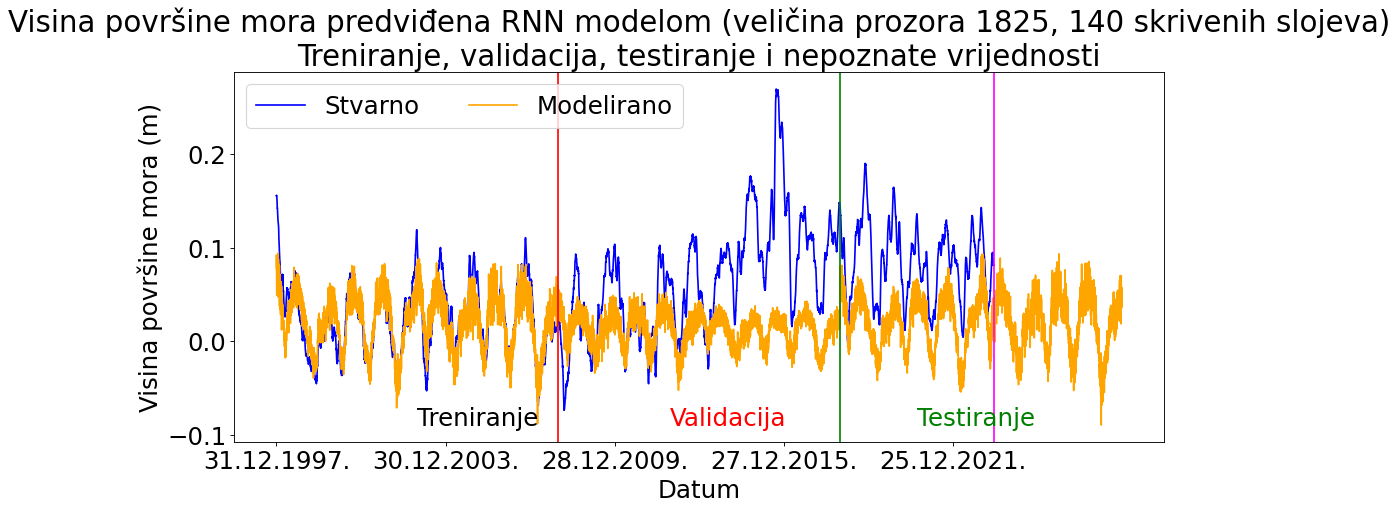 Visina površine mora predviđena RNN modelom (veličina prozora 1825, 140 skrivenih slojeva)
Treniranje, validacija, testiranje i nepoznate vrijednosti
Stvarno Modelirano
Visina površine mora (m)
0.2
0.1
0.0
−0.1
Treniranje Validacija Testiranje
31.12.1997. 30.12.2003. 28.12.2009. 27.12.2015. 25.12.2021.
Datum